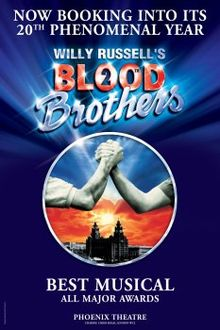 NOW BOOKING INTO ITS
20TH PHENOMENAL YEAR
WILLY RUSSELL'S
BLOOD
Brothers
BEST MUSICAL
ALL MAJOR AWARDS
PHOENIX THEATRE